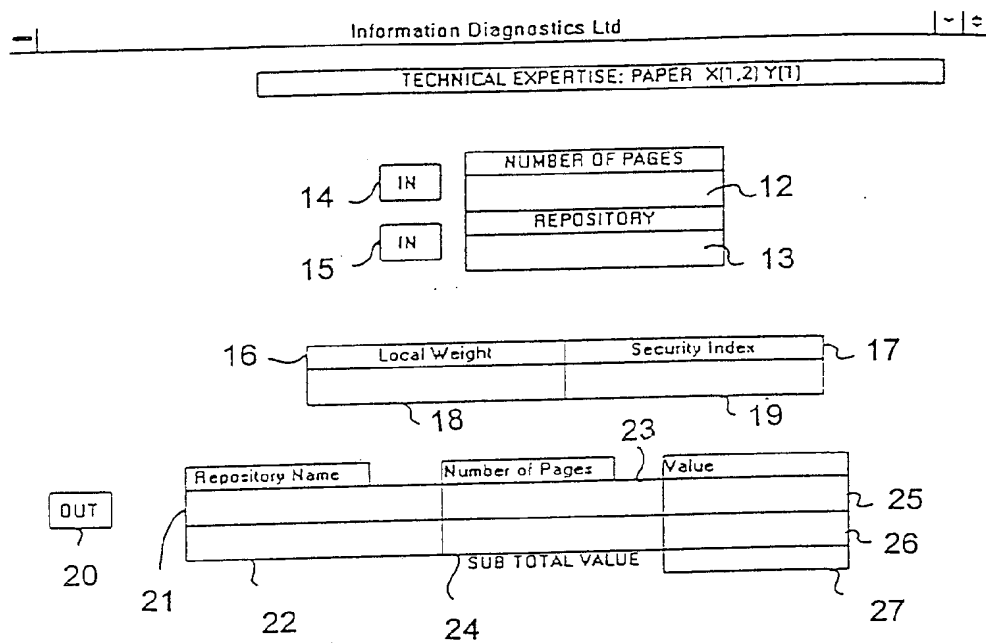 Information Diagnostics Ltd
TECHNICAL EXPERTISE: PAPER X(1,2) Y(1)
NUMBER OF PAGES
14 IN 12
REPOSITORY
15 IN 13
16 Local Weight Security Index 17
18 19
23
Repository Name Number of Pages Value
OUT 25
20 21 26
SUB TOTAL VALUE
22 24 27